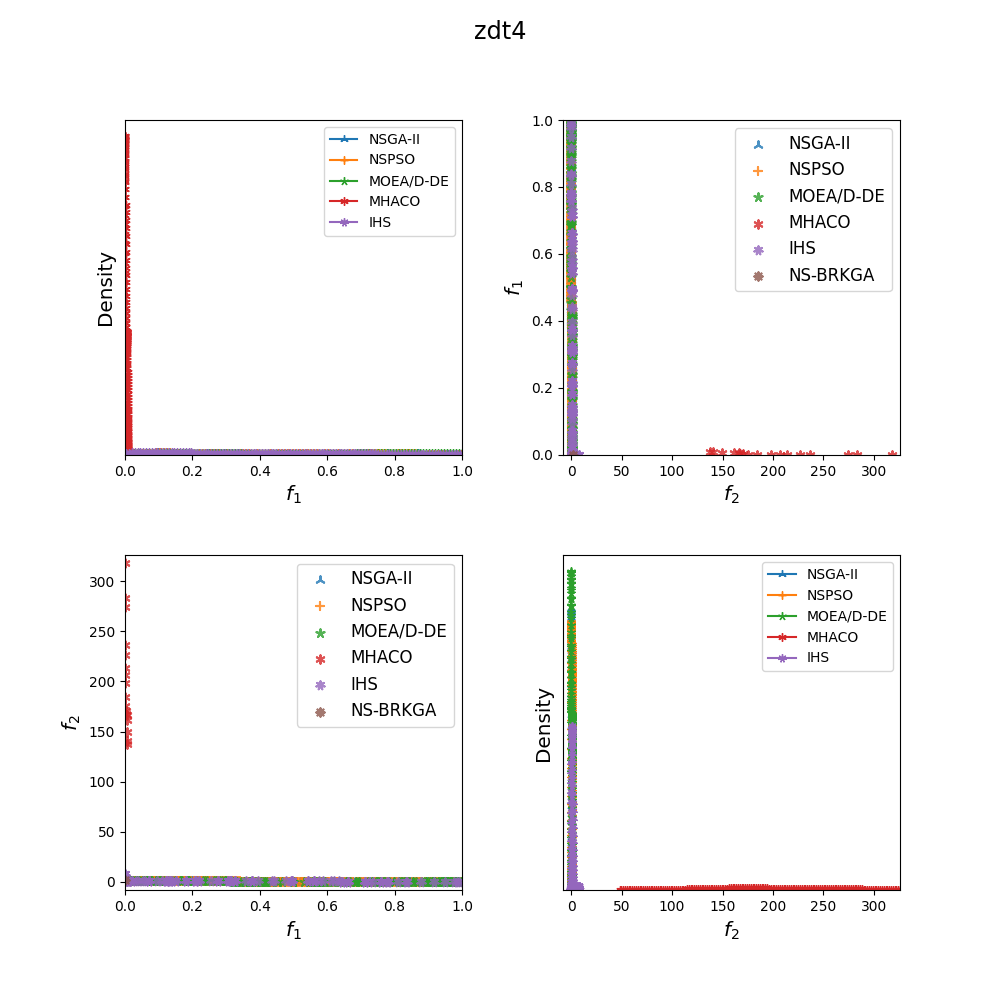 zdt4
Density
NSGA-II
NSPSO
MOEA/D-DE
MHACO
IHS
0.0 0.2 0.4 0.6 0.8 1.0
f1
f1
1.0
0.8
0.6
0.4
0.2
0.0
NSGA-II
NSPSO
MOEA/D-DE
MHACO
IHS
NS-BRKGA
0 50 100 150 200 250 300
f2
f2
300
250
200
150
100
50
0
NSGA-II
NSPSO
MOEA/D-DE
MHACO
IHS
NS-BRKGA
0.0 0.2 0.4 0.6 0.8 1.0
f1
Density
NSGA-II
NSPSO
MOEA/D-DE
MHACO
IHS
0 50 100 150 200 250 300
f2